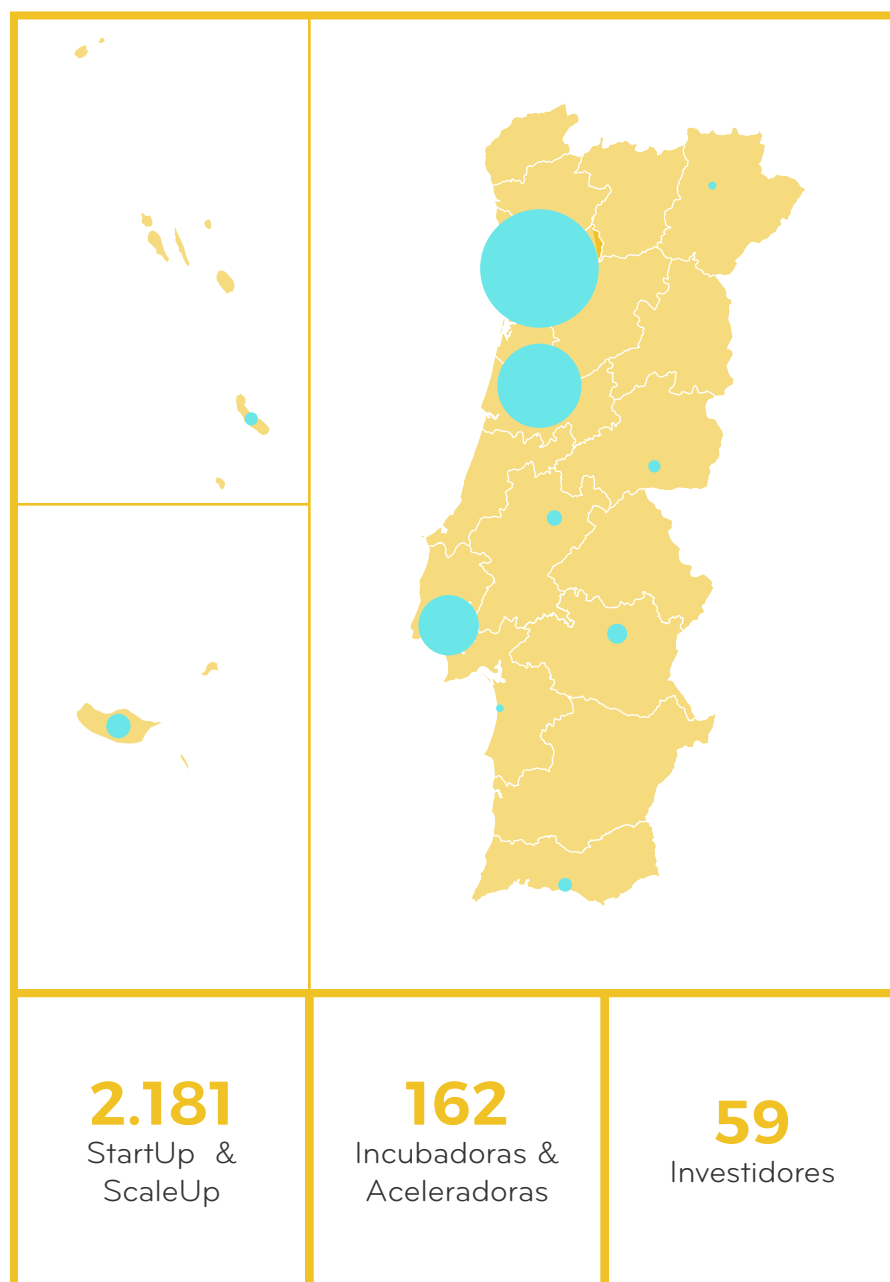 2.181
StartUp &
ScaleUp
162
Incubadoras &
Aceleradoras
59
Investidores